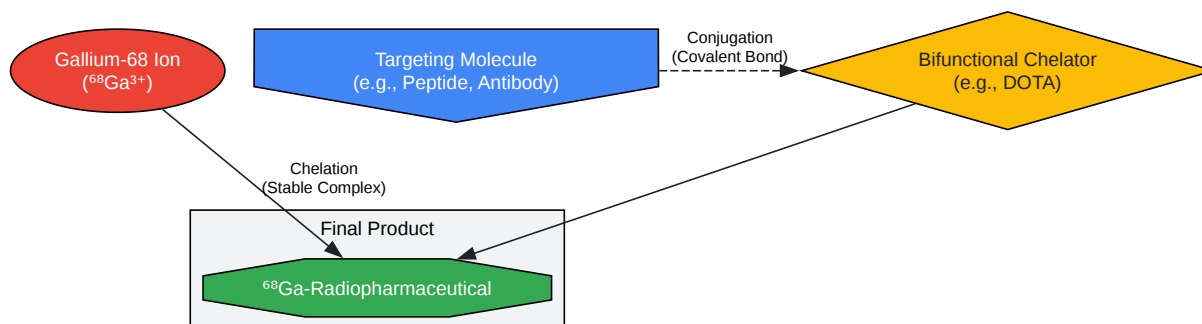 Gallium-68 Ion
(⁶⁸Ga³⁺)
Targeting Molecule
(e.g., Peptide, Antibody)
Conjugation
(Covalent Bond)
Bifunctional Chelator
(e.g., DOTA)
Chelation
(Stable Complex)
Final Product
⁶⁸Ga-Radiopharmaceutical